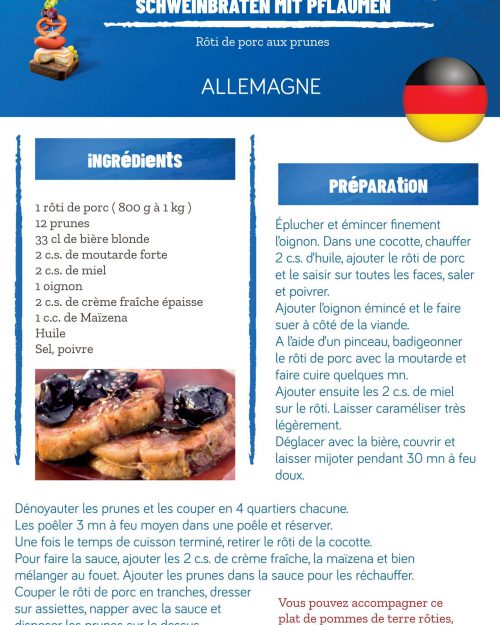 SCHWEINBRATEN MIT PFLAUMEN
Rôti de porc aux prunes
ALLEMAGNE
INGRÉDIENTS
1 rôti de porc ( 800 g à 1 kg )
12 prunes
33 cl de bière blonde
2 c.s. de moutarde forte
2 c.s. de miel
1 oignon
2 c.s. de crème fraîche épaisse
1 c.c. de Maïzena
Huile
Sel, poivre
PRÉPARATION
Éplucher et émincer finement
l'oignon. Dans une cocotte, chauffer
2 c.s. d'huile, ajouter le rôti de porc
et le saisir sur toutes les faces, saler
et poivrer.
Ajouter l'oignon émincé et le faire
suer à côté de la viande.
A l'aide d'un pinceau, badigeonner
le rôti de porc avec la moutarde et
faire cuire quelques mn.
Ajouter ensuite les 2 c.s. de miel
sur le rôti. Laisser caraméliser très
légèrement.
Déglacer avec la bière, couvrir et
laisser mijoter pendant 30 mn à feu
doux.
Dénoyauter les prunes et les couper en 4 quartiers chacune.
Les poêler 3 mn à feu moyen dans une poêle et réserver.
Une fois le temps de cuisson terminé, retirer le rôti de la cocotte.
Pour faire la sauce, ajouter les 2 c.s. de crème fraîche, la maïzena et bien
mélanger au fouet. Ajouter les prunes dans la sauce pour les réchauffer.
Couper le rôti de porc en tranches, dresser
sur assiettes, napper avec la sauce et
disposer les prunes sur le dessus.
Vous pouvez accompagner ce
plat de pommes de terre rôties,